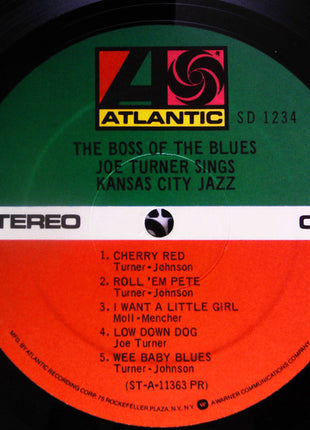 ATLANTIC SD 1234
THE BOSS OF THE BLUES
JOE TURNER SINGS
KANSAS CITY JAZZ
STEREO
1. CHERRY RED
Turner-Johnson
2. ROLL 'EM PETE
Turner-Johnson
3. I WANT A LITTLE GIRL
Moll-Mencher
4. LOW DOWN DOG
Joe Turner
5. WEE BABY BLUES
Turner-Johnson
(ST-A-11363 PR)
MFG. BY ATLANTIC RECORDING CORP. 75 ROCKEFELLER, PLAZA, N.Y. N.Y. A WARNER COMMUNICATIONS COMPANY